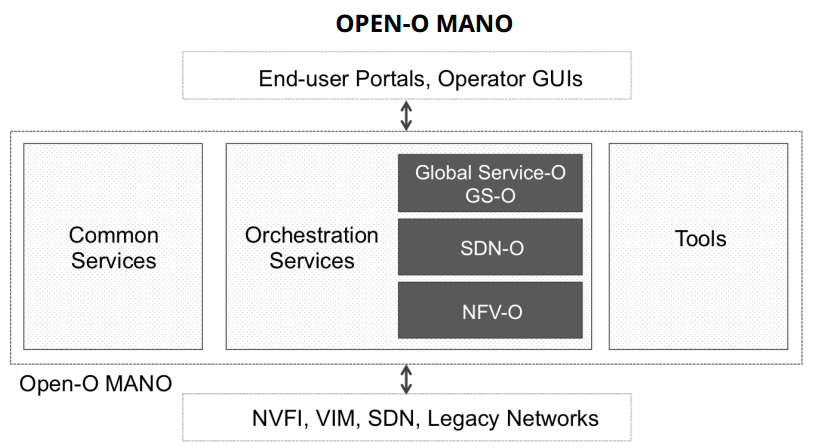 OPEN-O MANO
End-user Portals, Operator GUIs
Common
Services
Orchestration
Services
Global Service-O
GS-O
SDN-O
NFV-O
Tools
Open-O MANO
NVFI, VIM, SDN, Legacy Networks